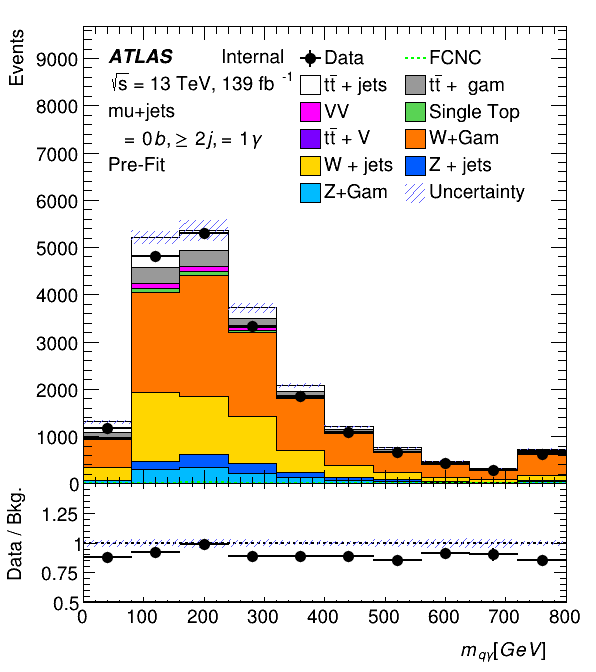 Events
9000
8000
7000
6000
5000
4000
3000
2000
1000
0
ATLAS Internal
√s = 13 TeV, 139 fb⁻¹
mu+jets
= 0b, ≥ 2j, = 1γ
Pre-Fit
Data
FCNC
tt̄ + jets
tt̄ + gam
VV
Single Top
tt̄ + V
W+Gam
W + jets
Z + jets
Z+Gam
Uncertainty
Data / Bkg.
1.25
1
0.75
0.5
0 100 200 300 400 500 600 700 800
m_qγ[GeV]